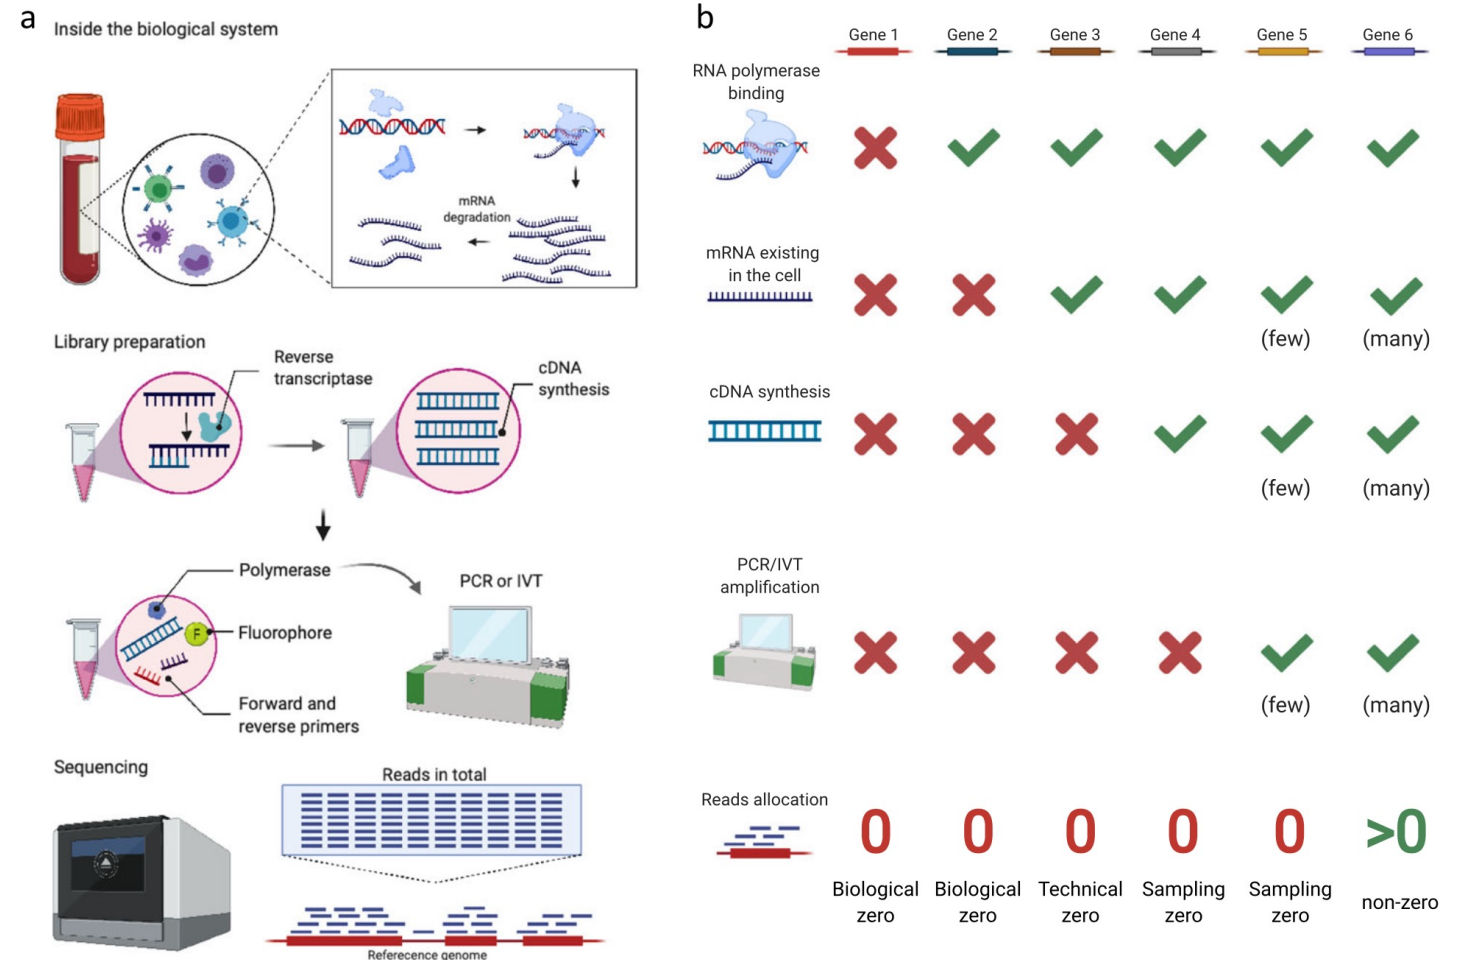 a
Inside the biological system
mRNA
degradation
Library preparation
Reverse
transcriptase
cDNA
synthesis
Polymerase
PCR or IVT
F
Fluorophore
Forward and
reverse primers
Sequencing
Reads in total
Referecence genome
b
Gene 1 Gene 2 Gene 3 Gene 4 Gene 5 Gene 6
RNA polymerase
binding
mRNA existing
in the cell
(few) (many)
cDNA synthesis
(few) (many)
PCR/IVT
amplification
(few) (many)
Reads allocation
0 0 0 0 0 >0
Biological Biological Technical Sampling Sampling non-zero
zero zero zero zero zero